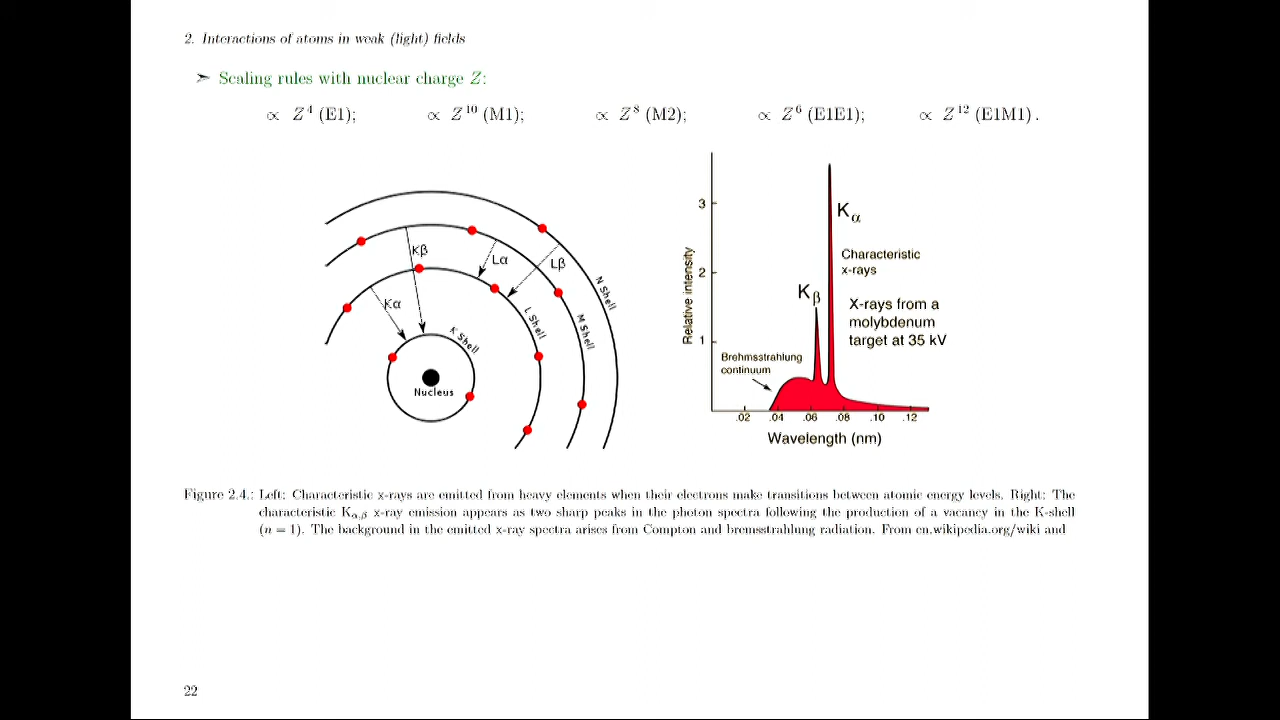 2. Interactions of atoms in weak (light) fields
➣ Scaling rules with nuclear charge Z:
∝ Z⁴ (E1); ∝ Z¹⁰ (M1); ∝ Z⁸ (M2); ∝ Z⁶ (E1E1); ∝ Z¹² (E1M1) .
Kβ
Lα
Lβ
Kα
N Shell
M Shell
L Shell
K Shell
Nucleus
Relative intensity
3
2
1
Kα
Characteristic
x-rays
Kβ
X-rays from a
molybdenum
target at 35 kV
Brehmsstrahlung
continuum
.02 .04 .06 .08 .10 .12
Wavelength (nm)
Figure 2.4.: Left: Characteristic x-rays are emitted from heavy elements when their electrons make transitions between atomic energy levels. Right: The
characteristic Kα,β x-ray emission appears as two sharp peaks in the photon spectra following the production of a vacancy in the K-shell
(n = 1). The background in the emitted x-ray spectra arises from Compton and bremsstrahlung radiation. From en.wikipedia.org/wiki and
22